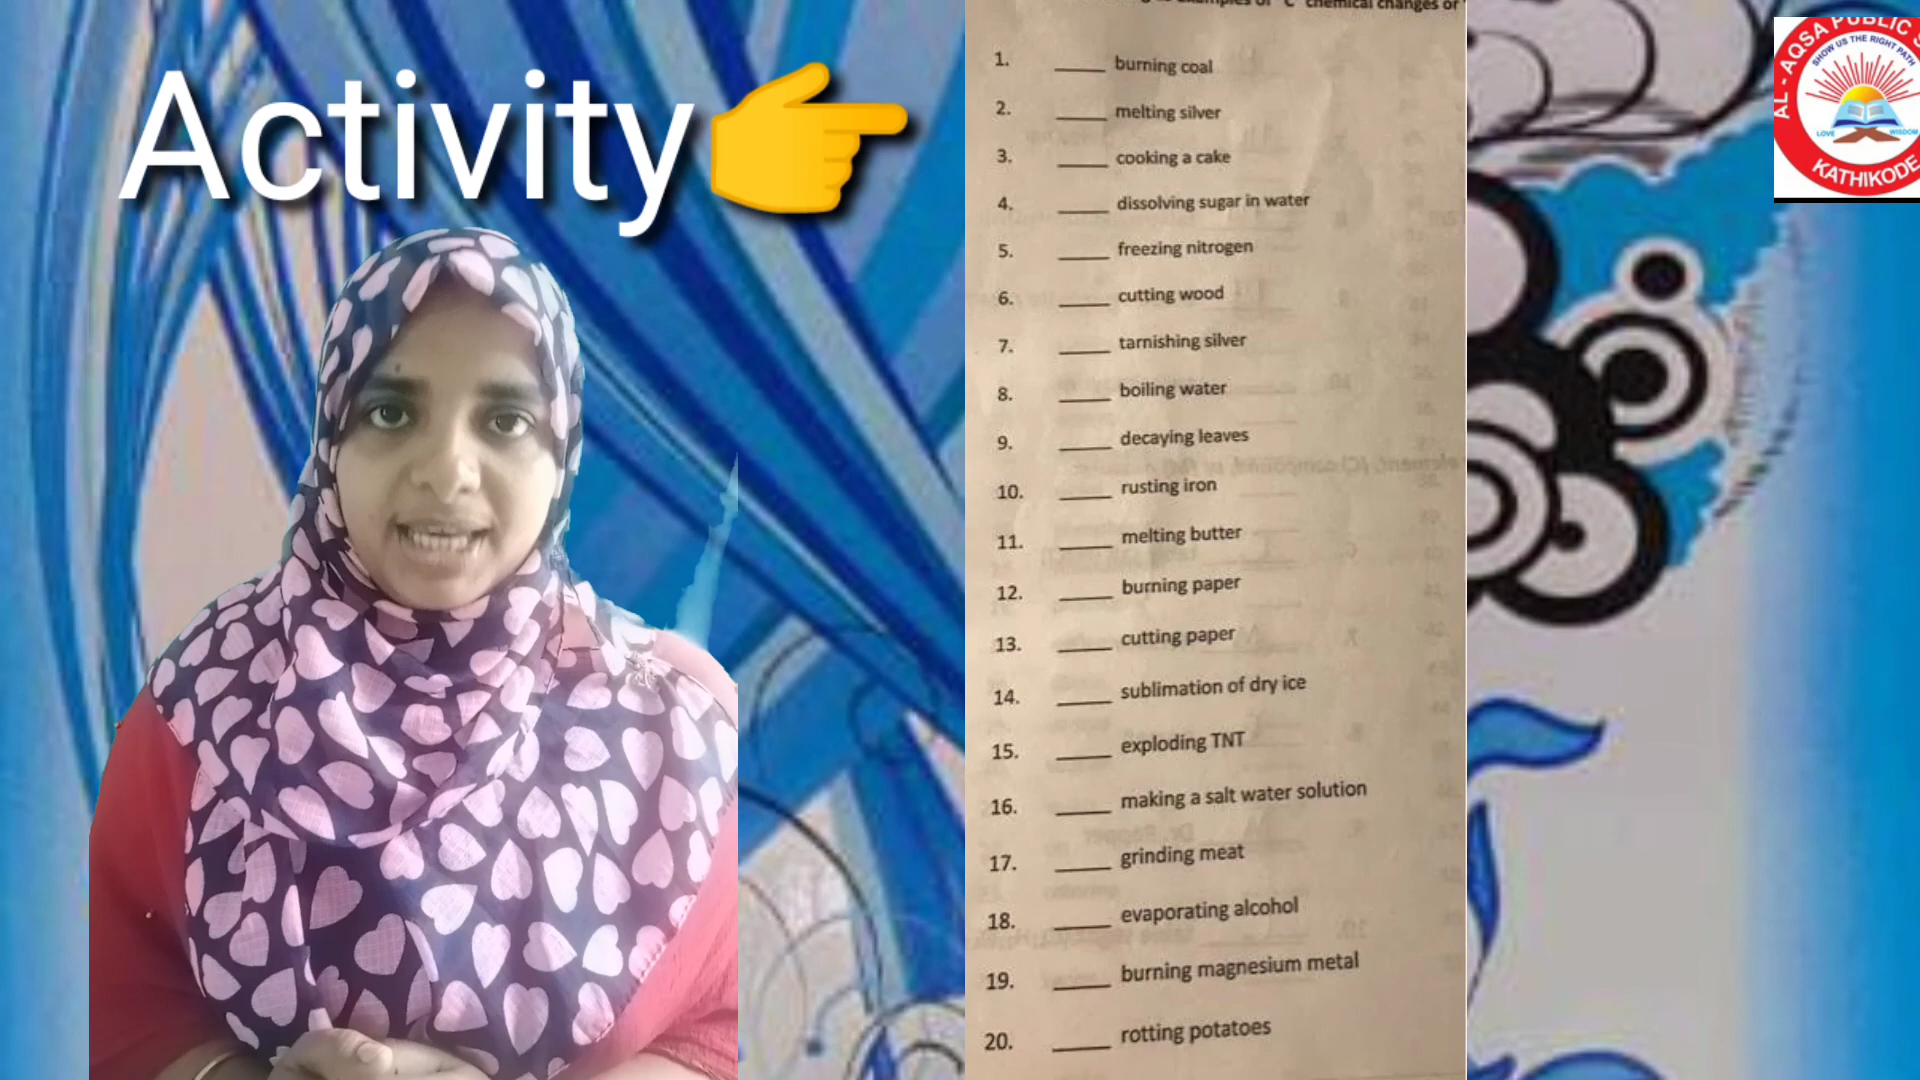 Activity
"C" chemical changes or
1. ____ burning coal
2. ____ melting silver
3. ____ cooking a cake
4. ____ dissolving sugar in water
5. ____ freezing nitrogen
6. ____ cutting wood
7. ____ tarnishing silver
8. ____ boiling water
9. ____ decaying leaves
10. ____ rusting iron
11. ____ melting butter
12. ____ burning paper
13. ____ cutting paper
14. ____ sublimation of dry ice
15. ____ exploding TNT
16. ____ making a salt water solution
17. ____ grinding meat
18. ____ evaporating alcohol
19. ____ burning magnesium metal
20. ____ rotting potatoes
AL - AQSA PUBLIC S
SHOW US THE RIGHT PATH
LOVE WISDOM
KATHIKODE